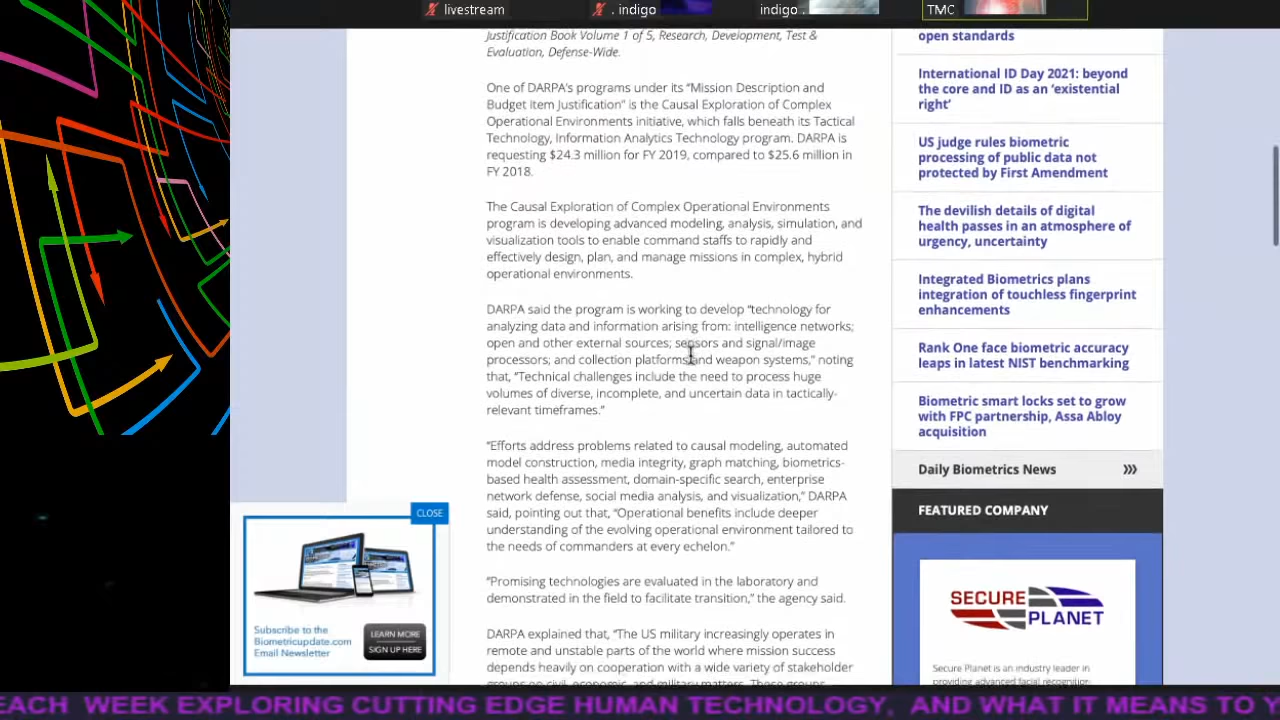 livestream
. indigo
indigo .
TMC
Justification Book Volume 1 of 5, Research, Development, Test &
Evaluation, Defense-Wide.
One of DARPA's programs under its "Mission Description and
Budget Item Justification" is the Causal Exploration of Complex
Operational Environments initiative, which falls beneath its Tactical
Technology, Information Analytics Technology program. DARPA is
requesting $24.3 million for FY 2019, compared to $25.6 million in
FY 2018.
The Causal Exploration of Complex Operational Environments
program is developing advanced modeling, analysis, simulation, and
visualization tools to enable command staffs to rapidly and
effectively design, plan, and manage missions in complex, hybrid
operational environments.
DARPA said the program is working to develop "technology for
analyzing data and information arising from: intelligence networks;
open and other external sources; sensors and signal/image
processors; and collection platforms and weapon systems," noting
that, "Technical challenges include the need to process huge
volumes of diverse, incomplete, and uncertain data in tactically-
relevant timeframes."
"Efforts address problems related to causal modeling, automated
model construction, media integrity, graph matching, biometrics-
based health assessment, domain-specific search, enterprise
network defense, social media analysis, and visualization," DARPA
said, pointing out that, "Operational benefits include deeper
understanding of the evolving operational environment tailored to
the needs of commanders at every echelon."
"Promising technologies are evaluated in the laboratory and
demonstrated in the field to facilitate transition," the agency said.
DARPA explained that, "The US military increasingly operates in
remote and unstable parts of the world where mission success
depends heavily on cooperation with a wide variety of stakeholder
groups on civil, economic, and military matters. These groups
open standards
International ID Day 2021: beyond
the core and ID as an 'existential
right'
US judge rules biometric
processing of public data not
protected by First Amendment
The devilish details of digital
health passes in an atmosphere of
urgency, uncertainty
Integrated Biometrics plans
integration of touchless fingerprint
enhancements
Rank One face biometric accuracy
leaps in latest NIST benchmarking
Biometric smart locks set to grow
with FPC partnership, Assa Abloy
acquisition
Daily Biometrics News
FEATURED COMPANY
SECURE
PLANET
Secure Planet is an industry leader in
providing advanced facial recognition-
CLOSE
Subscribe to the
Biometricupdate.com
Email Newsletter
LEARN MORE
SIGN UP HERE
EACH WEEK EXPLORING CUTTING EDGE HUMAN TECHNOLOGY, AND WHAT IT MEANS TO Y